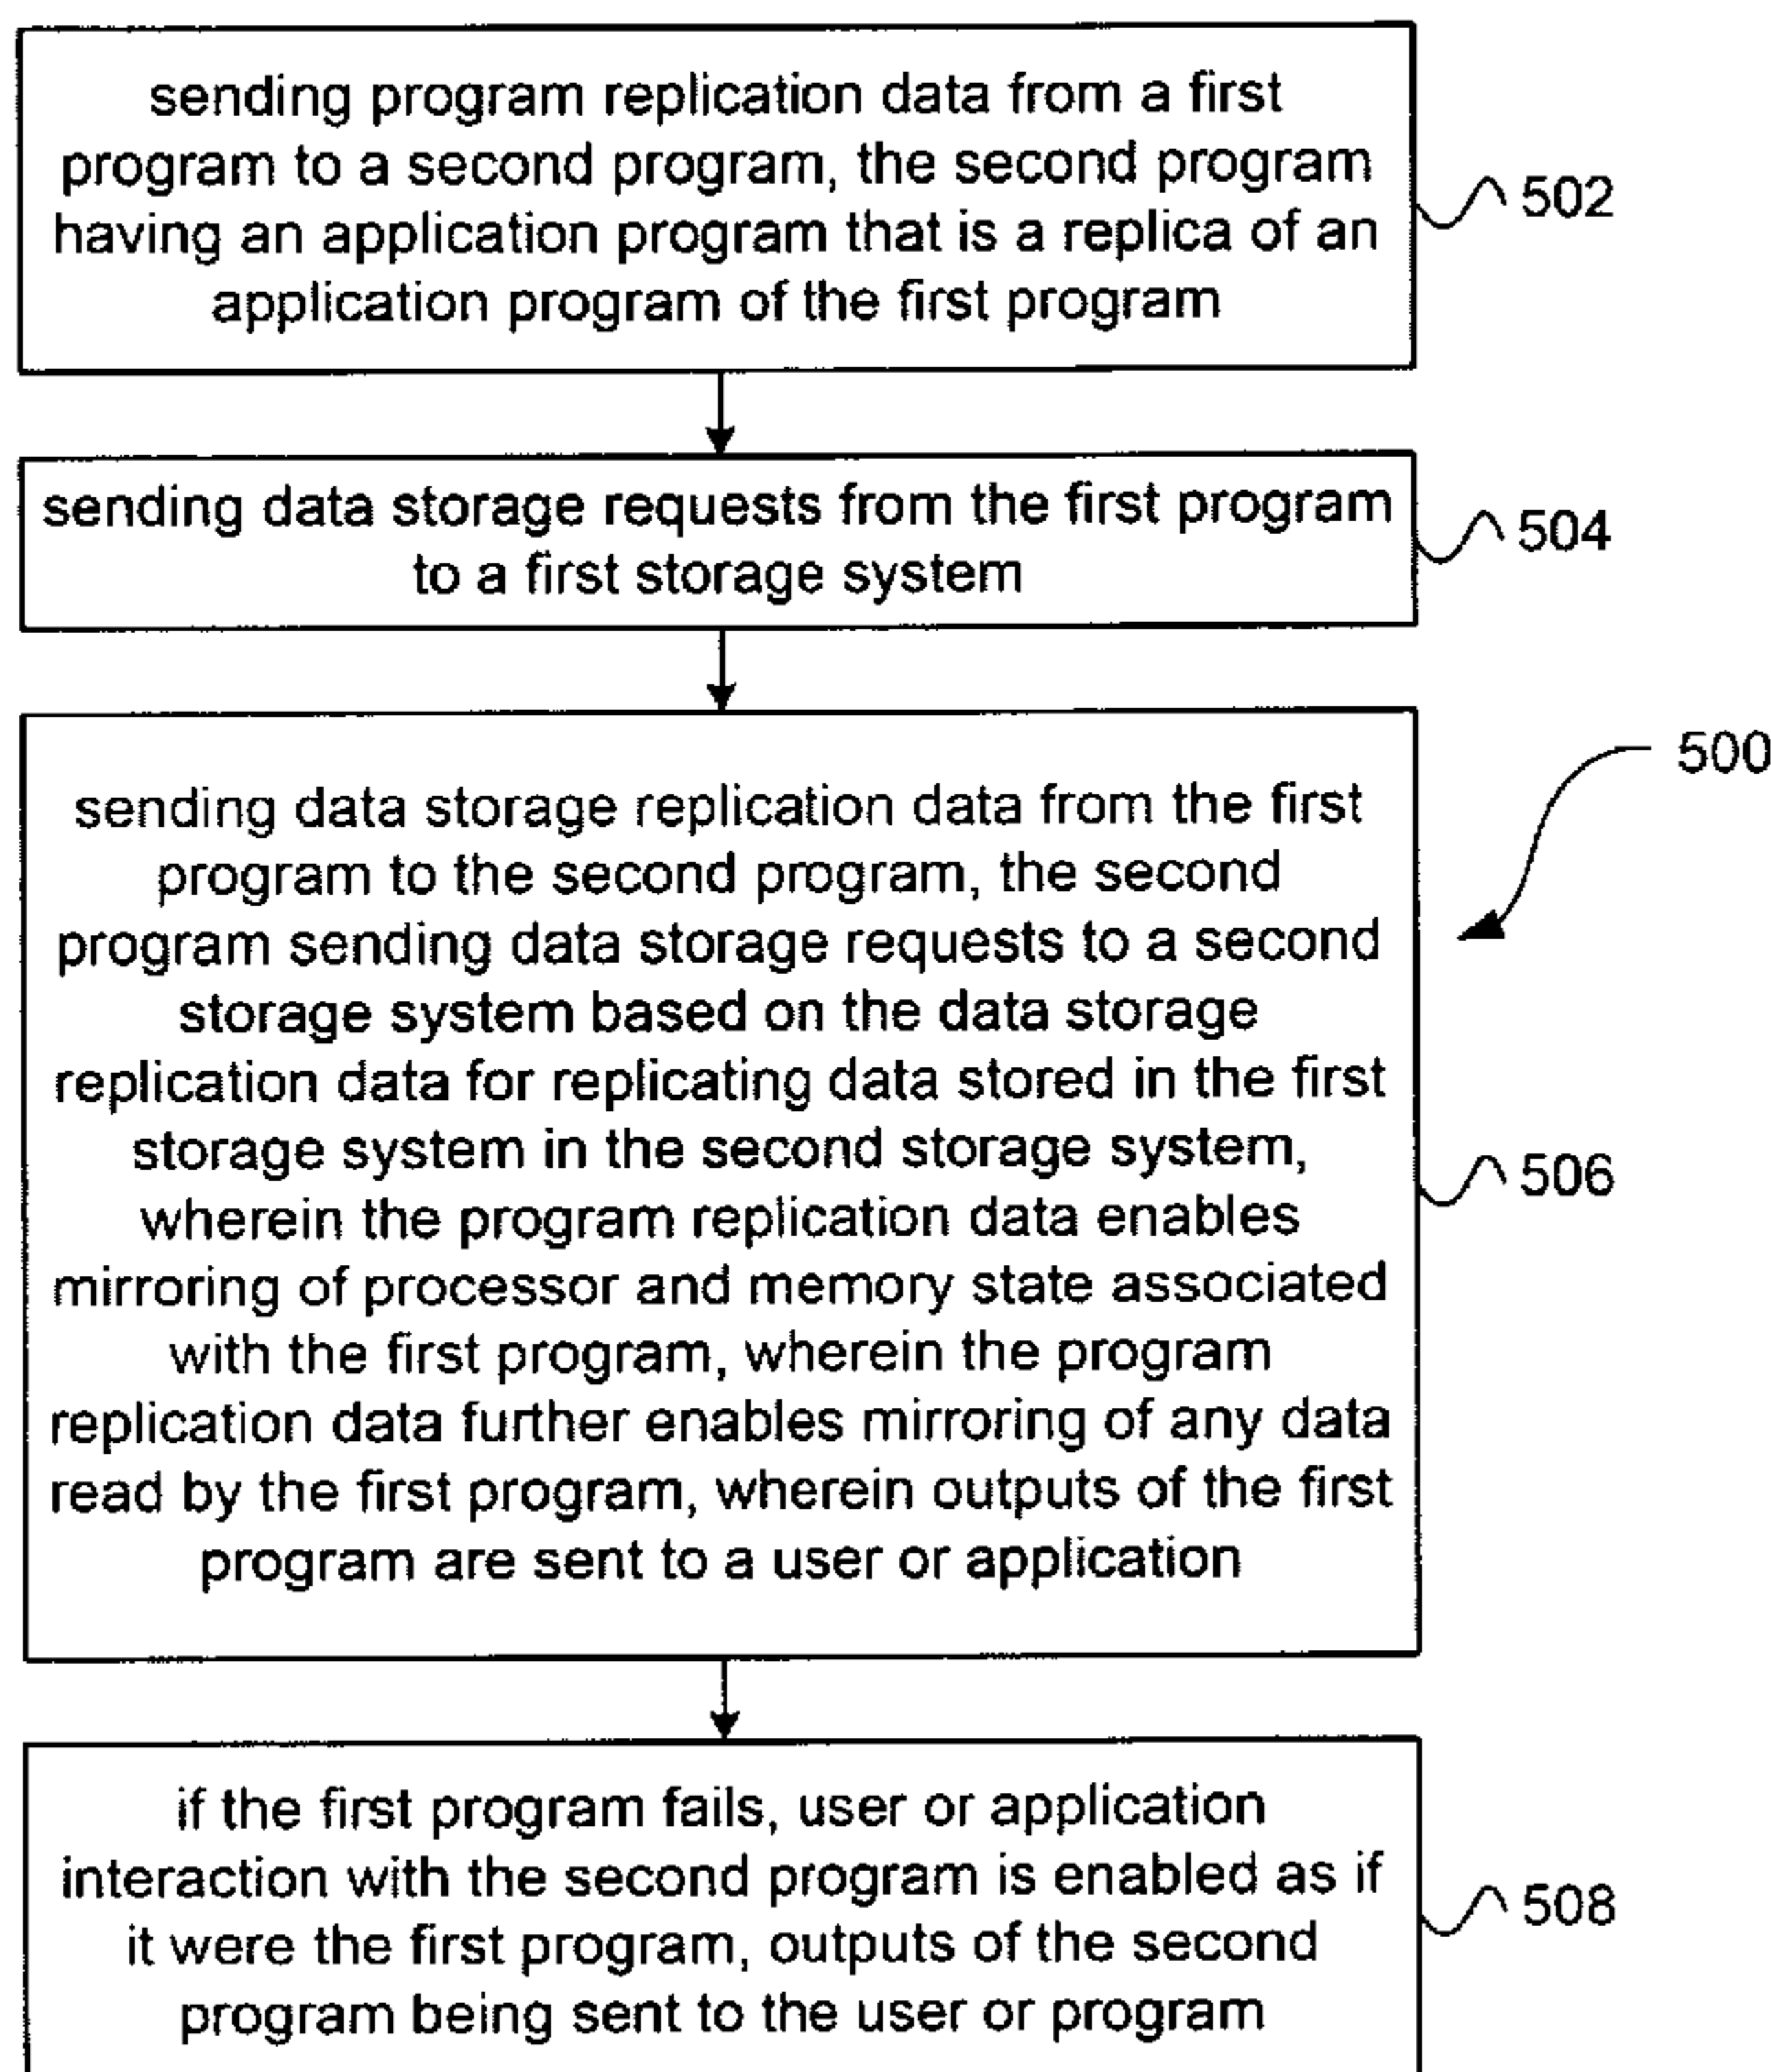 sending program replication data from a first
program to a second program, the second program
having an application program that is a replica of an
application program of the first program
502
sending data storage requests from the first program
to a first storage system
504
500
sending data storage replication data from the first
program to the second program, the second
program sending data storage requests to a second
storage system based on the data storage
replication data for replicating data stored in the first
storage system in the second storage system,
wherein the program replication data enables
mirroring of processor and memory state associated
with the first program, wherein the program
replication data further enables mirroring of any data
read by the first program, wherein outputs of the first
program are sent to a user or application
506
if the first program fails, user or application
interaction with the second program is enabled as if
it were the first program, outputs of the second
program being sent to the user or program
508